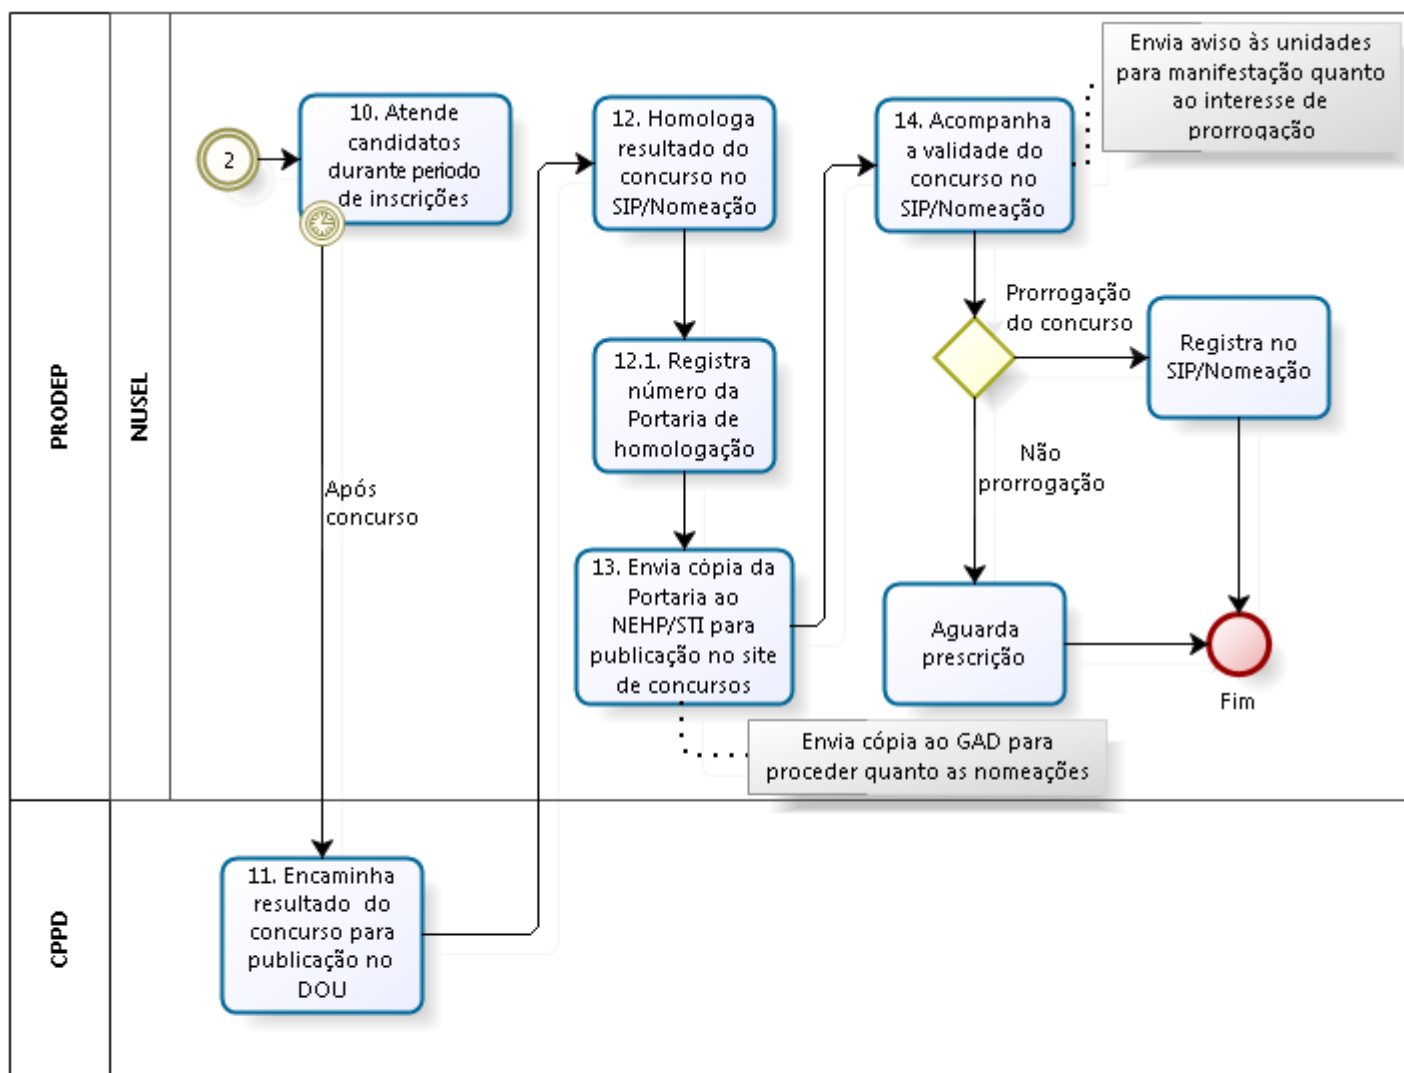 PRODEP
NUSEL
2
10. Atende
candidatos
durante periodo
de inscrições
Após
concurso
12. Homologa
resultado do
concurso no
SIP/Nomeação
12.1. Registra
número da
Portaria de
homologação
13. Envia cópia da
Portaria ao
NEHP/STI para
publicação no site
de concursos
Envia cópia ao GAD para
proceder quanto as nomeações
14. Acompanha
a validade do
concurso no
SIP/Nomeação
Envia aviso às unidades
para manifestação quanto
ao interesse de
prorrogação
Prorrogação
do concurso
Registra no
SIP/Nomeação
Não
prorrogação
Aguarda
prescrição
Fim
CPPD
11. Encaminha
resultado do
concurso para
publicação no
DOU